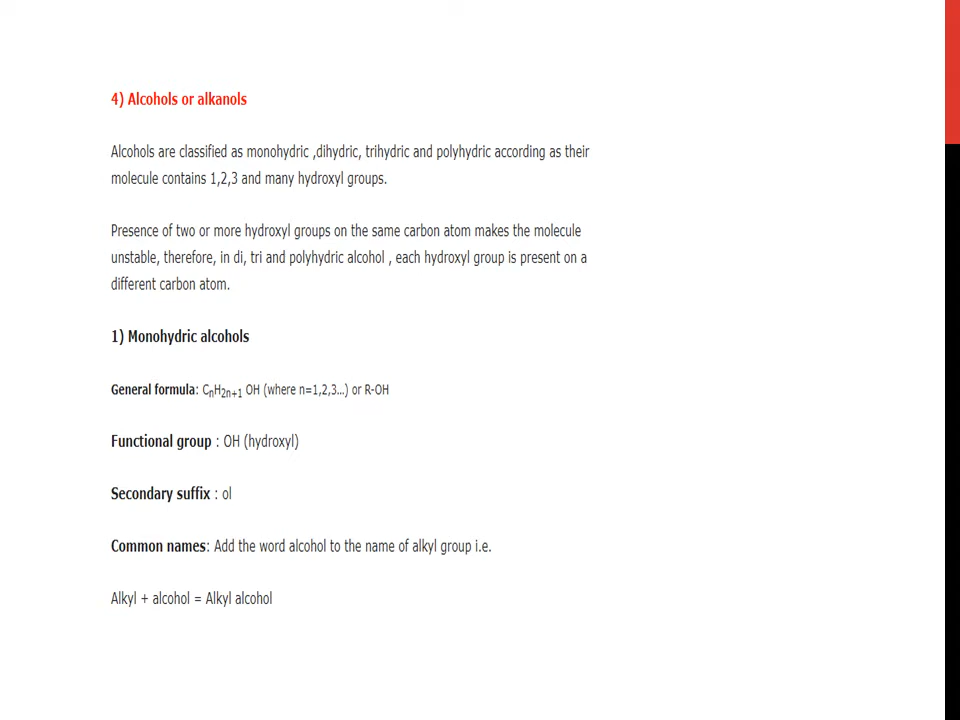 4) Alcohols or alkanols
Alcohols are classified as monohydric ,dihydric, trihydric and polyhydric according as their
molecule contains 1,2,3 and many hydroxyl groups.
Presence of two or more hydroxyl groups on the same carbon atom makes the molecule
unstable, therefore, in di, tri and polyhydric alcohol , each hydroxyl group is present on a
different carbon atom.
1) Monohydric alcohols
General formula: CnH2n+1 OH (where n=1,2,3...) or R-OH
Functional group : OH (hydroxyl)
Secondary suffix : ol
Common names: Add the word alcohol to the name of alkyl group i.e.
Alkyl + alcohol = Alkyl alcohol